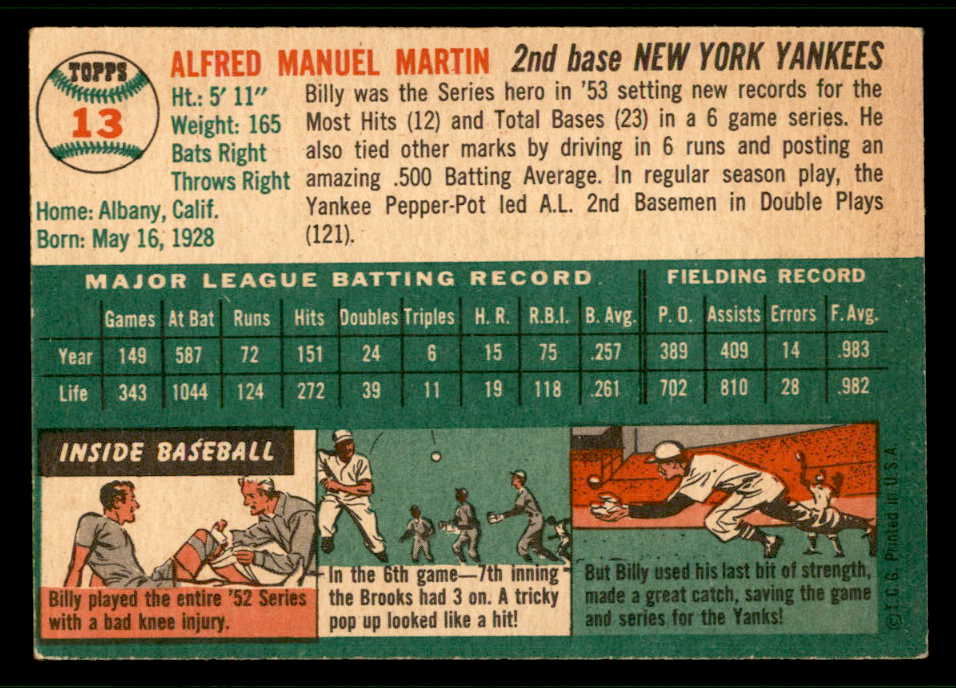 TOPPS
13
ALFRED MANUEL MARTIN 2nd base NEW YORK YANKEES
Ht.: 5' 11"
Weight: 165
Bats Right
Throws Right
Home: Albany, Calif.
Born: May 16, 1928
Billy was the Series hero in '53 setting new records for the
Most Hits (12) and Total Bases (23) in a 6 game series. He
also tied other marks by driving in 6 runs and posting an
amazing .500 Batting Average. In regular season play, the
Yankee Pepper-Pot led A.L. 2nd Basemen in Double Plays
(121).
MAJOR LEAGUE BATTING RECORD FIELDING RECORD
Games At Bat Runs Hits Doubles Triples H. R. R.B.I. B. Avg. P. O. Assists Errors F. Avg.
Year 149 587 72 151 24 6 15 75 .257 389 409 14 .983
Life 343 1044 124 272 39 11 19 118 .261 702 810 28 .982
INSIDE BASEBALL
Billy played the entire '52 Series
with a bad knee injury.
In the 6th game—7th inning
the Brooks had 3 on. A tricky
pop up looked like a hit!
But Billy used his last bit of strength,
made a great catch, saving the game
and series for the Yanks!
© T.C.G. Printed in U.S.A.